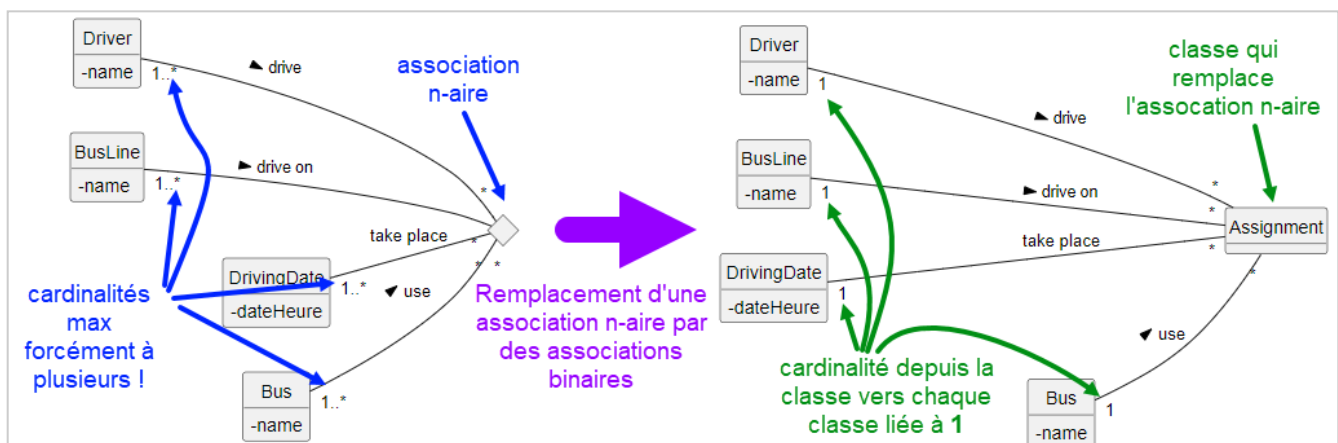 Driver
-name
1..*
► drive
association
n-aire
BusLine
-name
1..*
► drive on
*
*
take place
*
*
DrivingDate
-dateHeure
1..*
◄ use
cardinalités
max
forcément à
plusieurs !
Bus
-name
1..*
Remplacement d'une
association n-aire par
des associations
binaires
Driver
-name
1
► drive
classe qui
remplace
l'assocation n-aire
BusLine
-name
1
► drive on
*
*
take place
*
*
Assignment
DrivingDate
-dateHeure
1
◄ use
cardinalité depuis la
classe vers chaque
classe liée à 1
Bus
-name
1